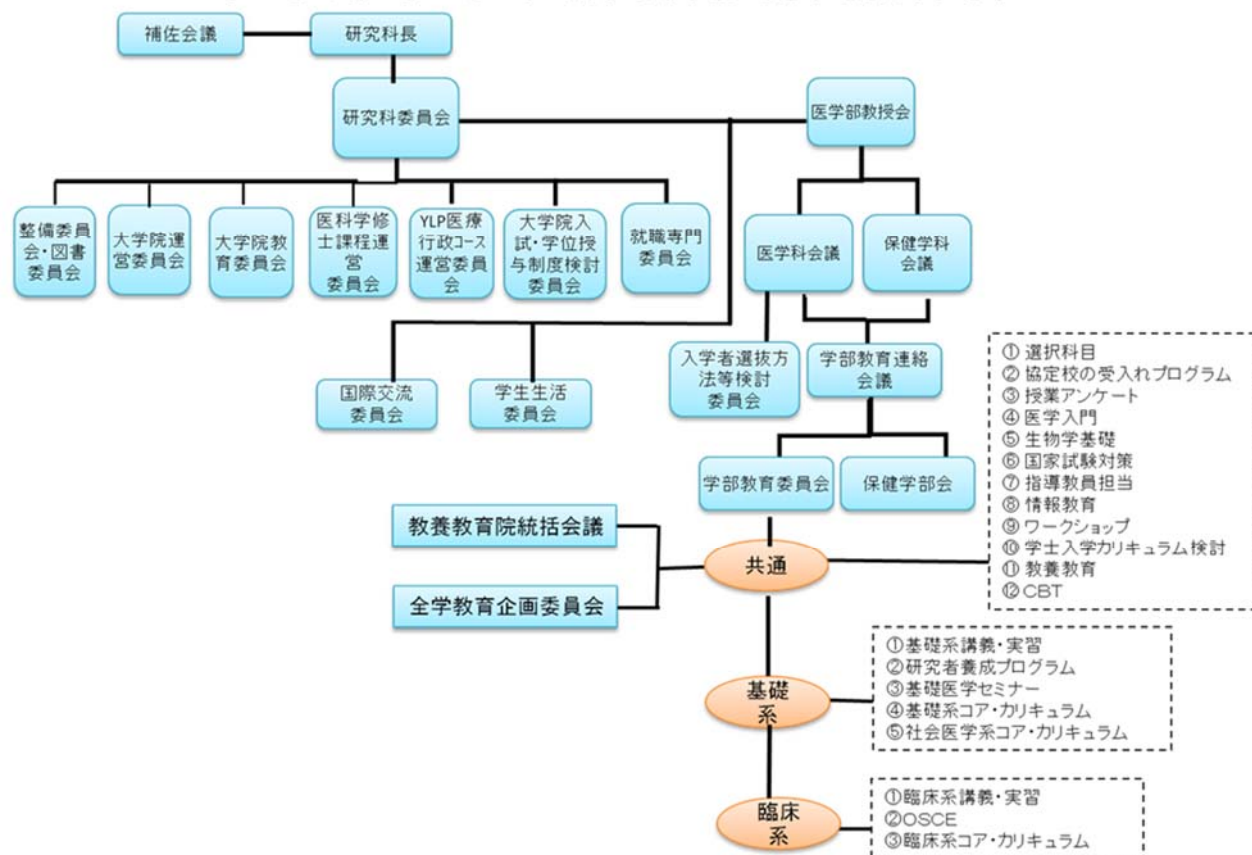 補佐会議
研究科長
研究科委員会
医学部教授会
整備委員
会・図書
委員会
大学院運
営委員会
大学院教
育委員会
医科学修
士課程運
営
委員会
YLP医療
行政コース
運営委員
会
大学院入
試・学位授
与制度検討
委員会
就職専門
委員会
医学科会議
保健学科
会議
国際交流
委員会
学生生活
委員会
入学者選抜方
法等検討
委員会
学部教育連絡
会議
学部教育委員会
保健学部会
教養教育院統括会議
全学教育企画委員会
共通
① 選択科目
② 協定校の受入れプログラム
③ 授業アンケート
④ 医学入門
⑤ 生物学基礎
⑥ 国家試験対策
⑦ 指導教員担当
⑧ 情報教育
⑨ ワークショップ
⑩ 学士入学カリキュラム検討
⑪ 教養教育
⑫ CBT
基礎
系
①基礎系講義・実習
②研究者養成プログラム
③基礎医学セミナー
④基礎系コア・カリキュラム
⑤社会医学系コア・カリキュラム
臨床
系
①臨床系講義・実習
②OSCE
③臨床系コア・カリキュラム